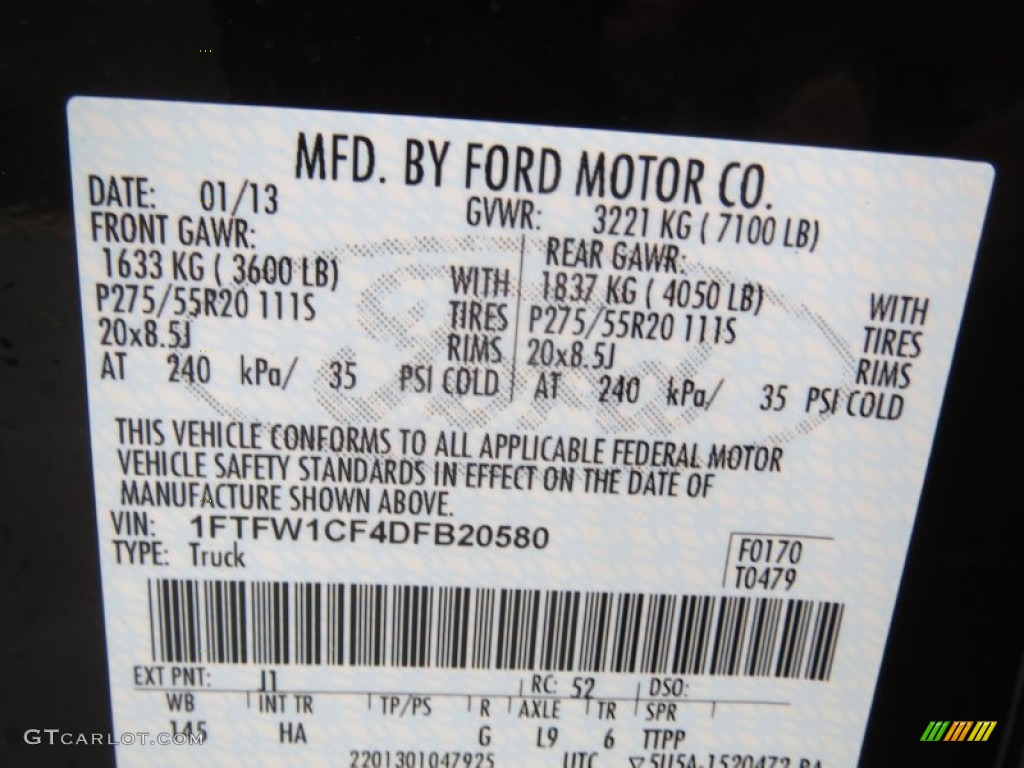 MFD. BY FORD MOTOR CO.
DATE: 01/13 GVWR: 3221 KG ( 7100 LB)
FRONT GAWR: REAR GAWR:
1633 KG ( 3600 LB) WITH 1837 KG ( 4050 LB) WITH
P275/55R20 111S TIRES P275/55R20 111S TIRES
20x8.5J RIMS 20x8.5J RIMS
AT 240 kPa/ 35 PSI COLD AT 240 kPa/ 35 PSI COLD
Ford
THIS VEHICLE CONFORMS TO ALL APPLICABLE FEDERAL MOTOR
VEHICLE SAFETY STANDARDS IN EFFECT ON THE DATE OF
MANUFACTURE SHOWN ABOVE.
VIN: 1FTFW1CF4DFB20580
TYPE: Truck
F0170
T0479
EXT PNT: J1 RC: 52 DSO:
WB INT TR TP/PS R AXLE TR SPR
145 HA G L9 6 TTPP
2201301047925 UTC
GTCARLOT.COM